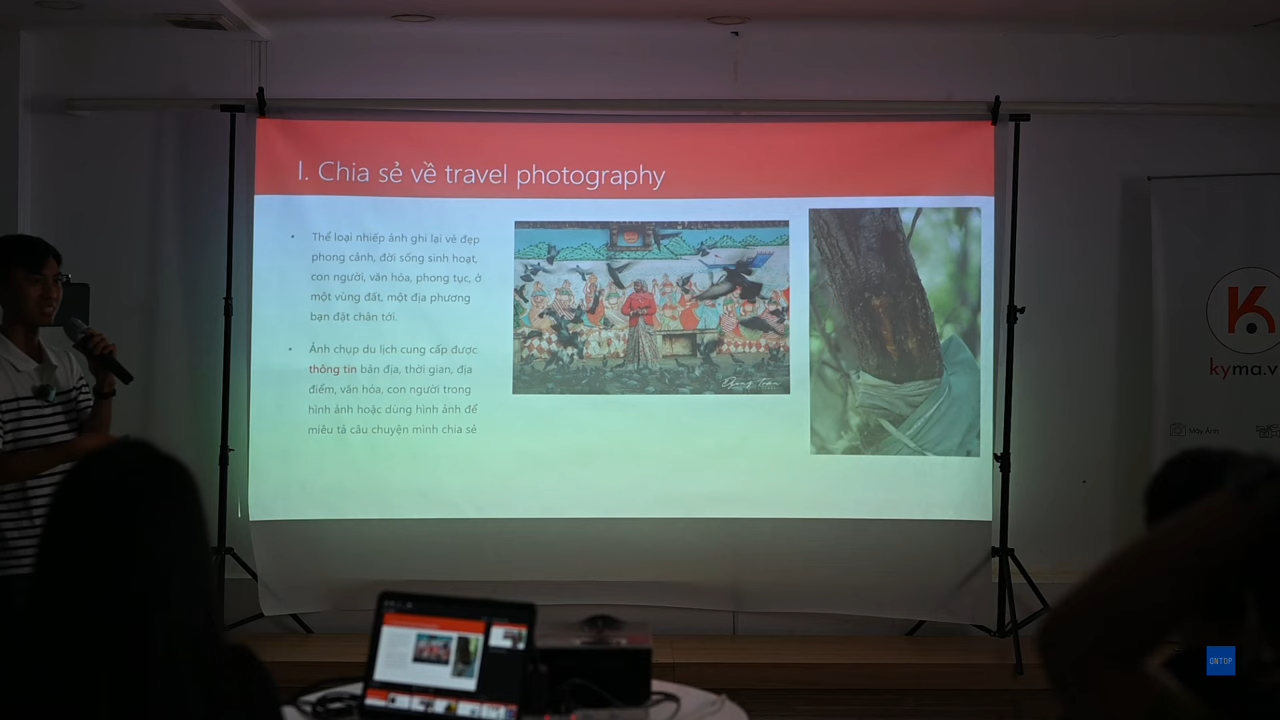 I. Chia sẻ về travel photography
• Thể loại nhiếp ảnh ghi lại vẻ đẹp
phong cảnh, đời sống sinh hoạt,
con người, văn hóa, phong tục, ở
một vùng đất, một địa phương
bạn đặt chân tới.
• Ảnh chụp du lịch cung cấp được
thông tin bản địa, thời gian, địa
điểm, văn hóa, con người trong
hình ảnh hoặc dùng hình ảnh để
miêu tả câu chuyện mình chia sẻ
kyma.v
Máy Ảnh
ONTOP